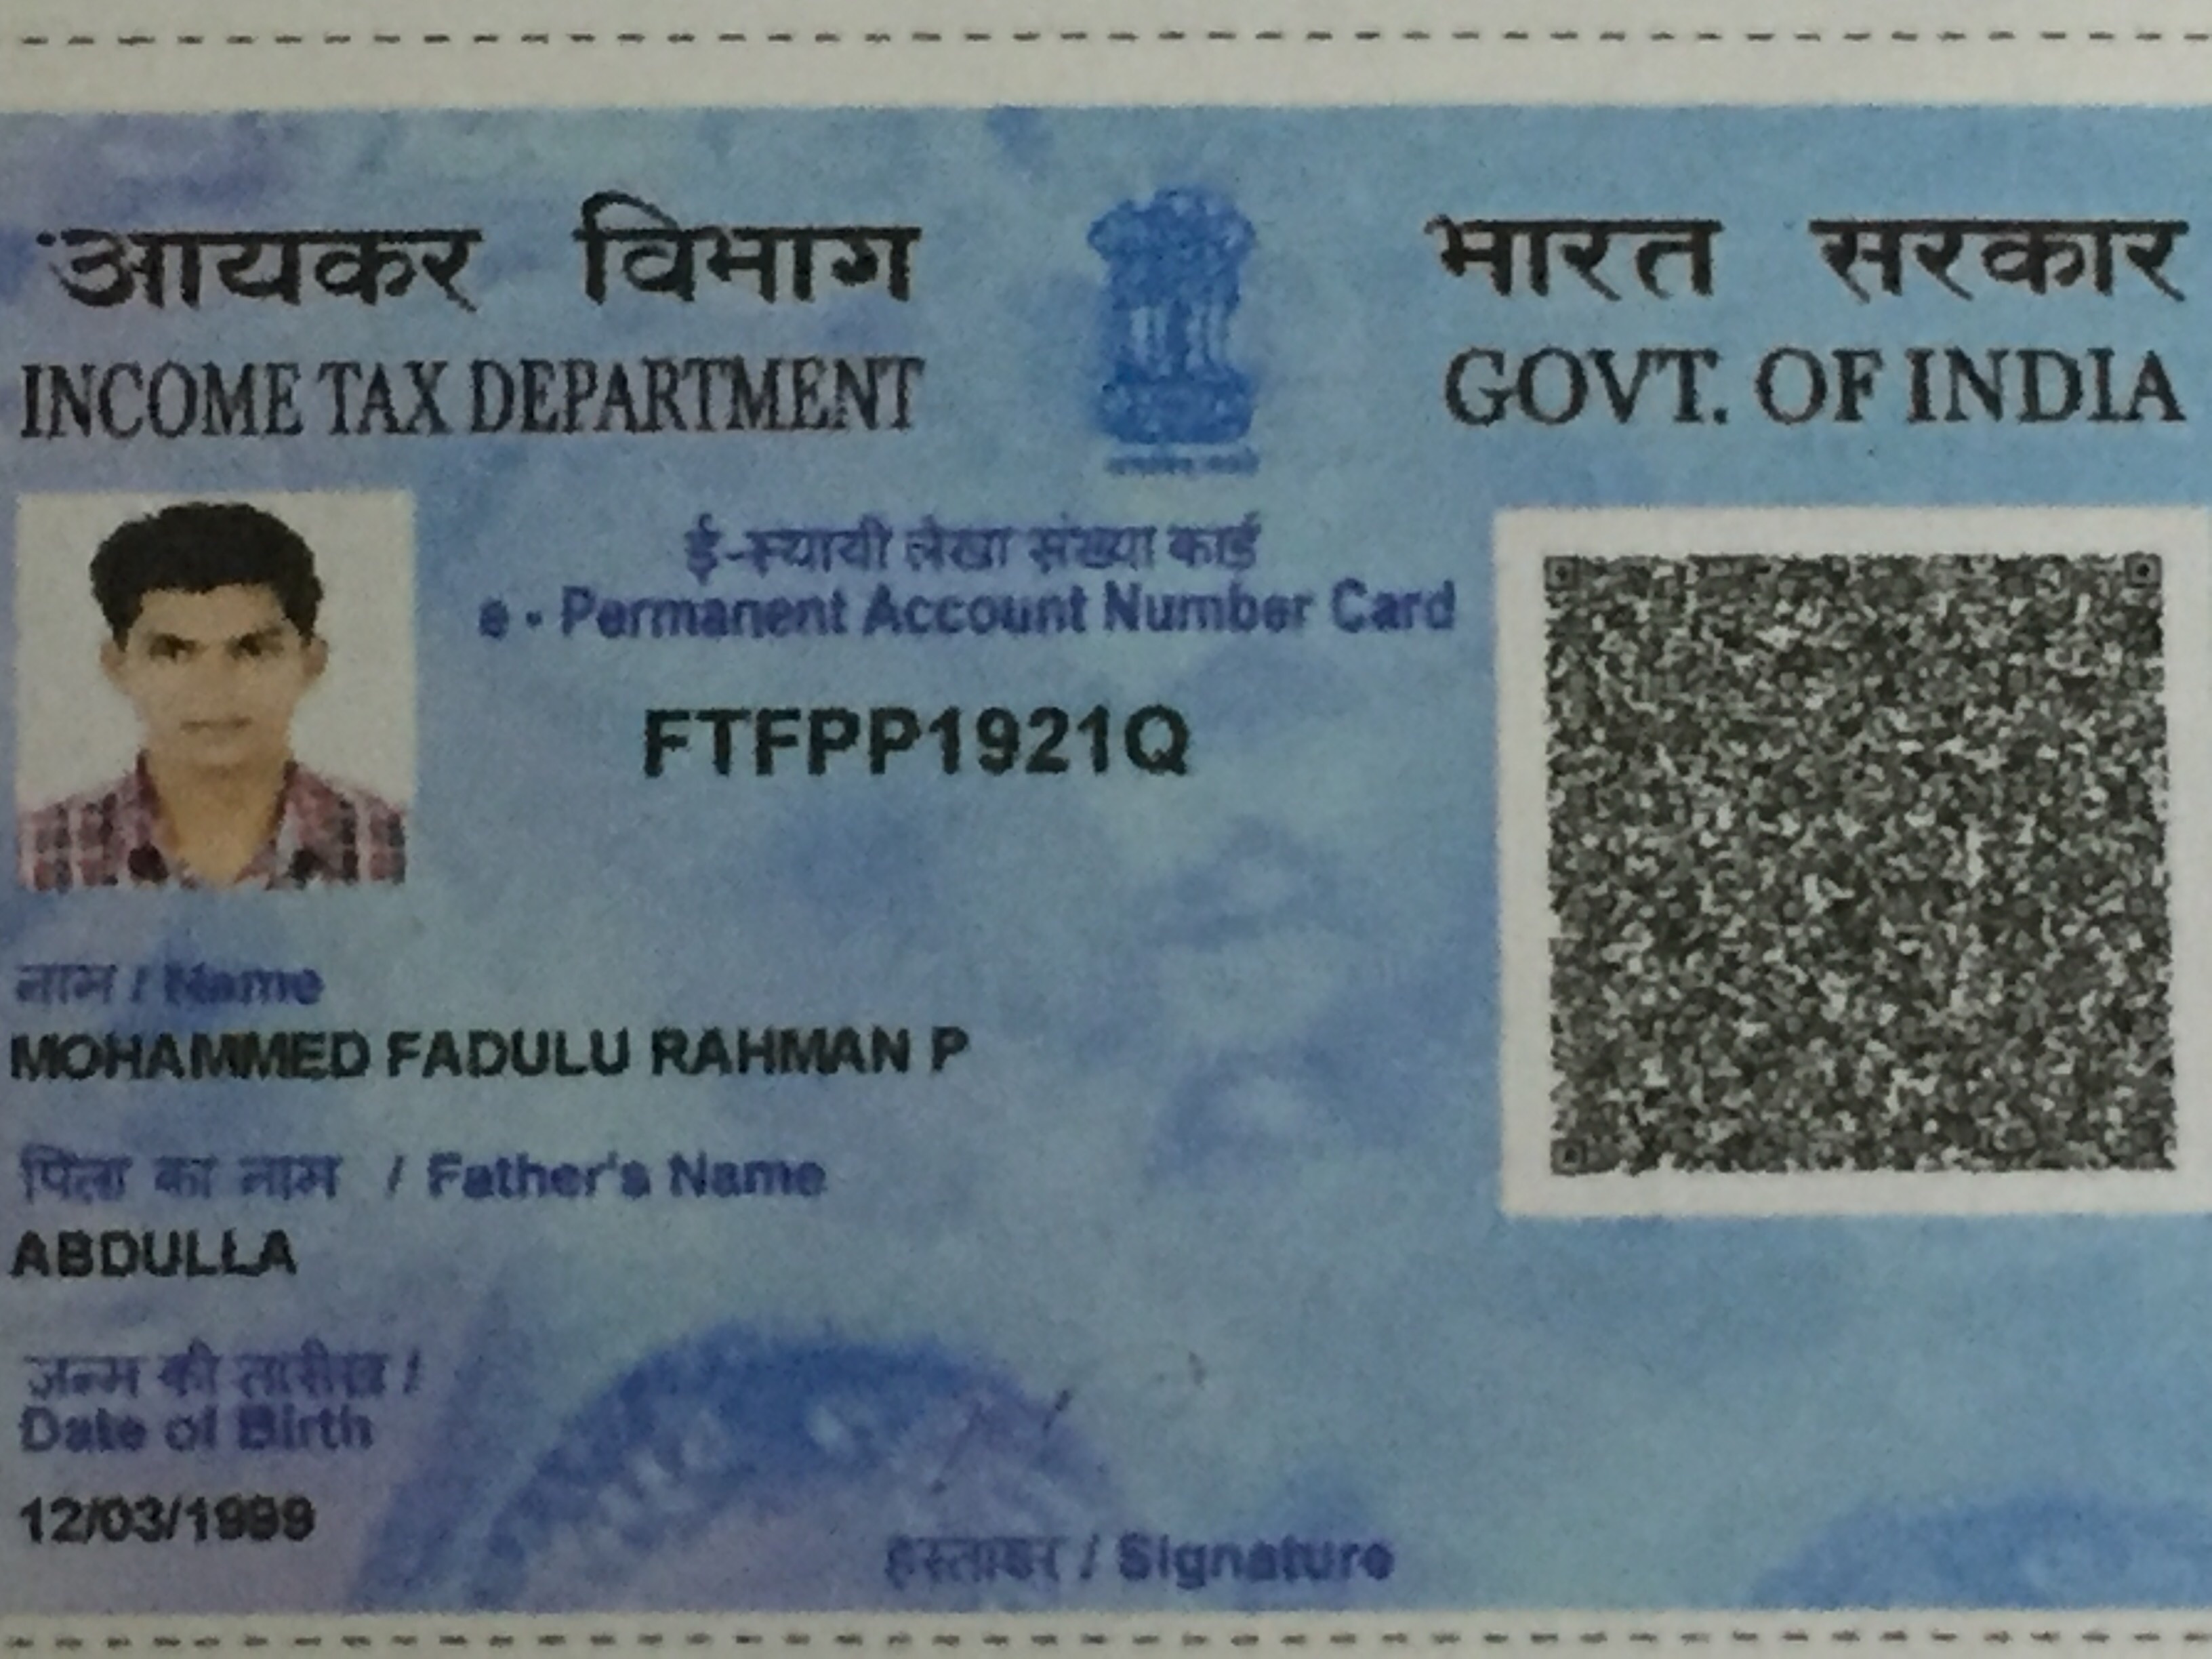 आयकर विभाग
INCOME TAX DEPARTMENT
भारत सरकार
GOVT. OF INDIA
ई-स्थायी लेखा संख्या कार्ड
e - Permanent Account Number Card
FTFPP1921Q
नाम / Name
MOHAMMED FADULU RAHMAN P
पिता का नाम / Father's Name
ABDULLA
जन्म की तारीख /
Date of Birth
12/03/1999
हस्ताक्षर / Signature